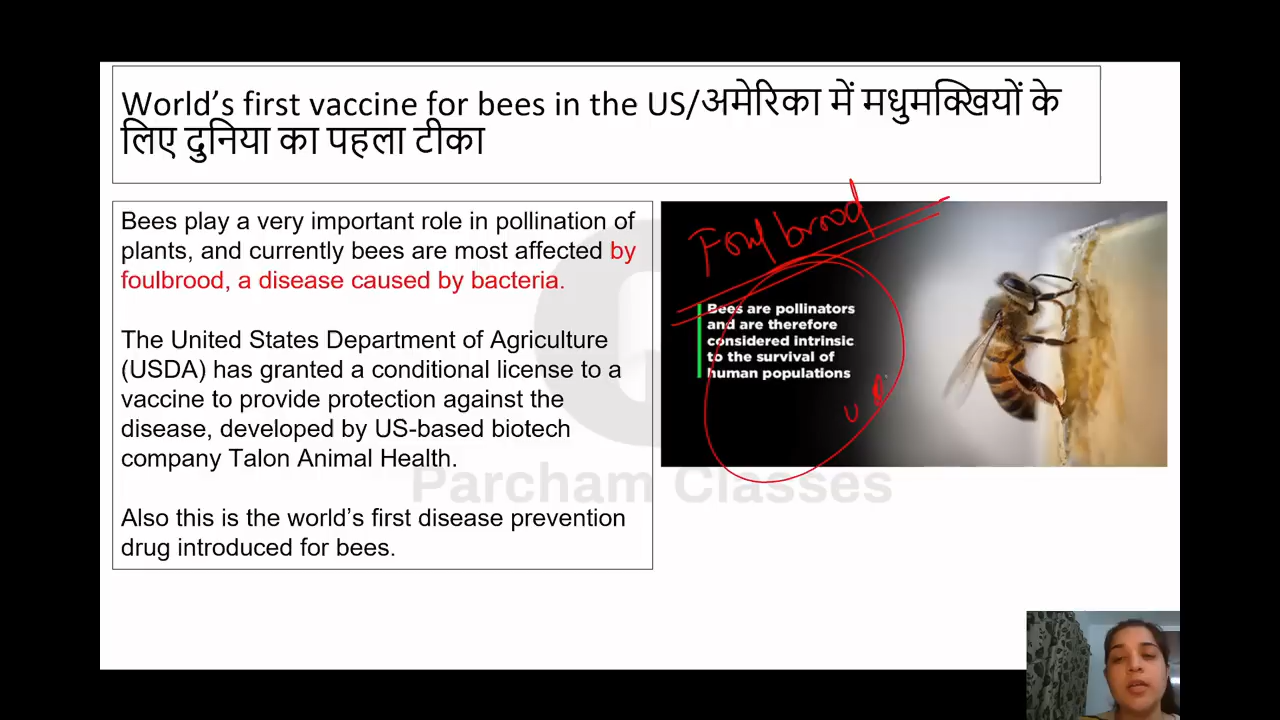 World’s first vaccine for bees in the US/अमेरिका में मधुमक्खियों के
लिए दुनिया का पहला टीका
Bees play a very important role in pollination of
plants, and currently bees are most affected by
foulbrood, a disease caused by bacteria.
The United States Department of Agriculture
(USDA) has granted a conditional license to a
vaccine to provide protection against the
disease, developed by US-based biotech
company Talon Animal Health.
Also this is the world’s first disease prevention
drug introduced for bees.
Foulbrood
Bees are pollinators
and are therefore
considered intrinsic
to the survival of
human populations
Parcham Classes